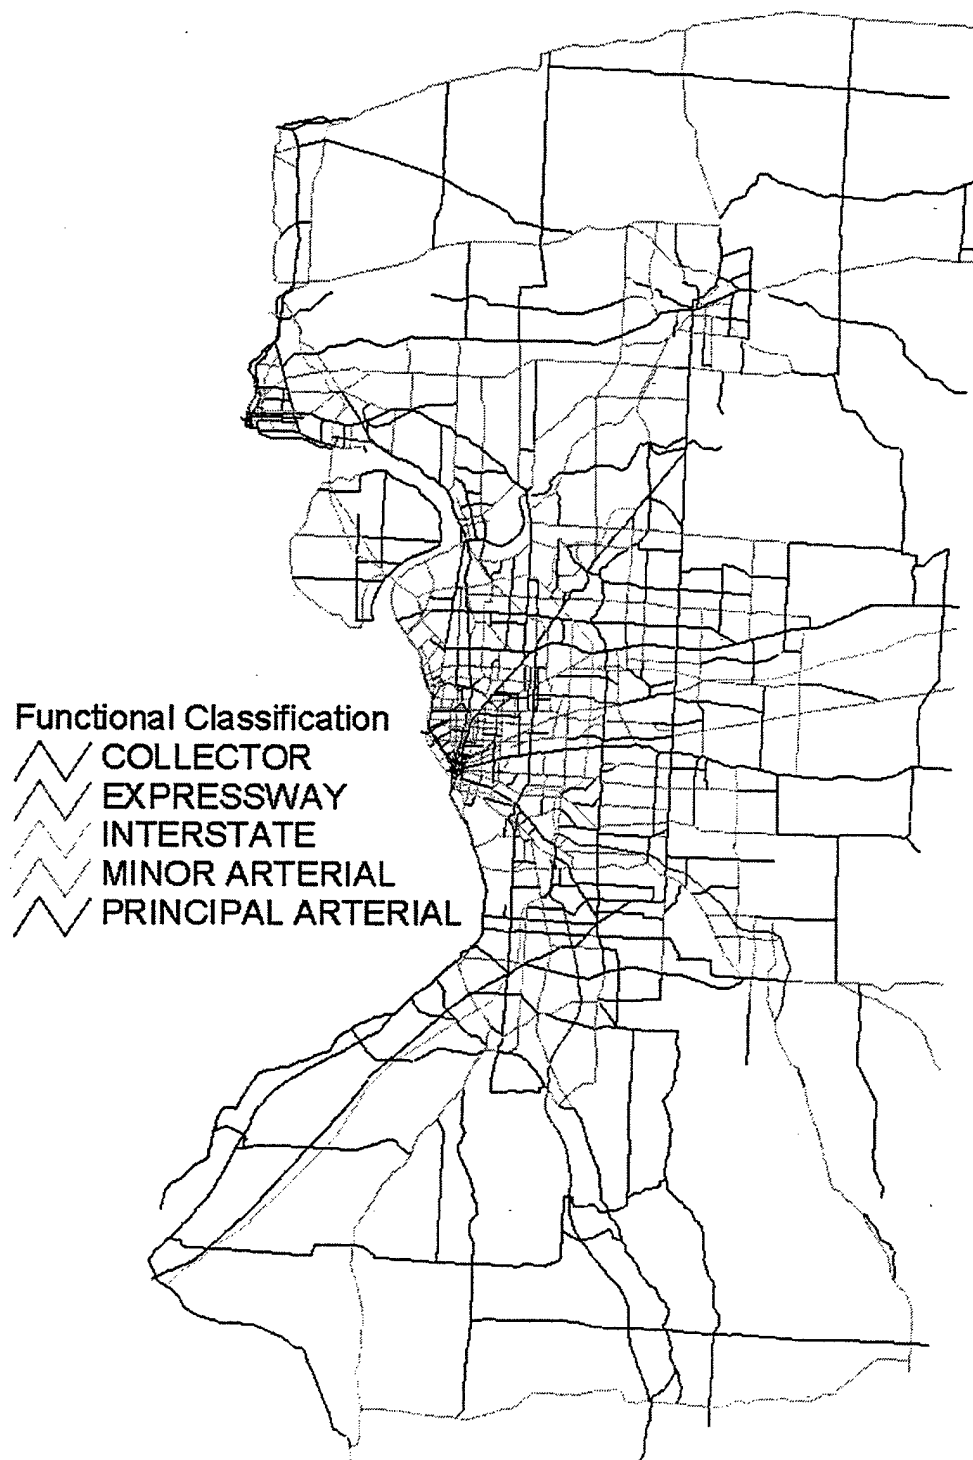 Functional Classification
COLLECTOR
EXPRESSWAY
INTERSTATE
MINOR ARTERIAL
PRINCIPAL ARTERIAL